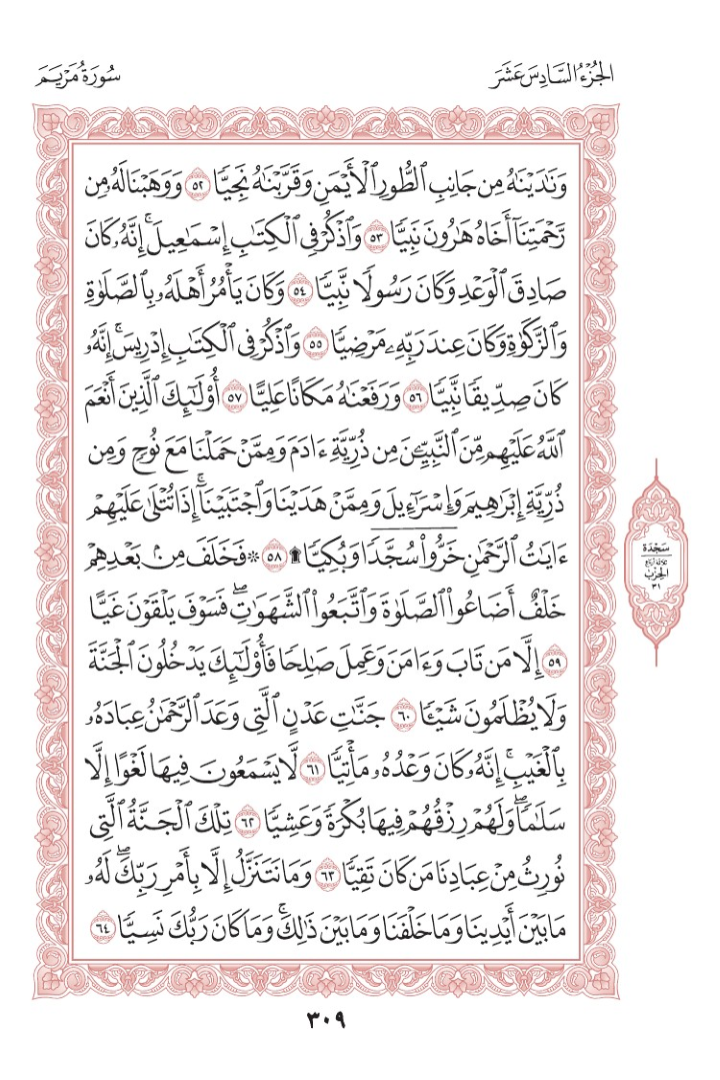 الجُزْءُ السَّادِسَ عَشَرَ
سُورَةُ مَرْيَمَ
وَنَٰدَيْنَٰهُ مِن جَانِبِ ٱلطُّورِ ٱلْأَيْمَنِ وَقَرَّبْنَٰهُ نَجِيًّا ٥٢ وَوَهَبْنَا لَهُۥ مِن
رَّحْمَتِنَآ أَخَاهُ هَٰرُونَ نَبِيًّا ٥٣ وَٱذْكُرْ فِى ٱلْكِتَٰبِ إِسْمَٰعِيلَ ۚ إِنَّهُۥ كَانَ
صَادِقَ ٱلْوَعْدِ وَكَانَ رَسُولًا نَّبِيًّا ٥٤ وَكَانَ يَأْمُرُ أَهْلَهُۥ بِٱلصَّلَوٰةِ
وَٱلزَّكَوٰةِ وَكَانَ عِندَ رَبِّهِۦ مَرْضِيًّا ٥٥ وَٱذْكُرْ فِى ٱلْكِتَٰبِ إِدْرِيسَ ۚ إِنَّهُۥ
كَانَ صِدِّيقًا نَّبِيًّا ٥٦ وَرَفَعْنَٰهُ مَكَانًا عَلِيًّا ٥٧ أُو۟لَٰٓئِكَ ٱلَّذِينَ أَنْعَمَ
ٱللَّهُ عَلَيْهِم مِّنَ ٱلنَّبِيِّـۧنَ مِن ذُرِّيَّةِ ءَادَمَ وَمِمَّنْ حَمَلْنَا مَعَ نُوحٍ وَمِن
ذُرِّيَّةِ إِبْرَٰهِيمَ وَإِسْرَٰٓءِيلَ وَمِمَّنْ هَدَيْنَا وَٱجْتَبَيْنَآ ۚ إِذَا تُتْلَىٰ عَلَيْهِمْ
ءَايَٰتُ ٱلرَّحْمَٰنِ خَرُّوا۟ سُجَّدًا وَبُكِيًّا ۩ ٥٨ ۞ فَخَلَفَ مِنۢ بَعْدِهِمْ
خَلْفٌ أَضَاعُوا۟ ٱلصَّلَوٰةَ وَٱتَّبَعُوا۟ ٱلشَّهَوَٰتِ ۖ فَسَوْفَ يَلْقَوْنَ غَيًّا
٥٩ إِلَّا مَن تَابَ وَءَامَنَ وَعَمِلَ صَٰلِحًا فَأُو۟لَٰٓئِكَ يَدْخُلُونَ ٱلْجَنَّةَ
وَلَا يُظْلَمُونَ شَيْـًٔا ٦٠ جَنَّٰتِ عَدْنٍ ٱلَّتِى وَعَدَ ٱلرَّحْمَٰنُ عِبَادَهُۥ
بِٱلْغَيْبِ ۚ إِنَّهُۥ كَانَ وَعْدُهُۥ مَأْتِيًّا ٦١ لَّا يَسْمَعُونَ فِيهَا لَغْوًا إِلَّا
سَلَٰمًا ۖ وَلَهُمْ رِزْقُهُمْ فِيهَا بُكْرَةً وَعَشِيًّا ٦٢ تِلْكَ ٱلْجَنَّةُ ٱلَّتِى
نُورِثُ مِنْ عِبَادِنَا مَن كَانَ تَقِيًّا ٦٣ وَمَا نَتَنَزَّلُ إِلَّا بِأَمْرِ رَبِّكَ ۖ لَهُۥ
مَا بَيْنَ أَيْدِينَا وَمَا خَلْفَنَا وَمَا بَيْنَ ذَٰلِكَ ۚ وَمَا كَانَ رَبُّكَ نَسِيًّا ٦٤
سَجْدَة
ثلاثة أرباع
الحِزْب
٣١
٣٠٩